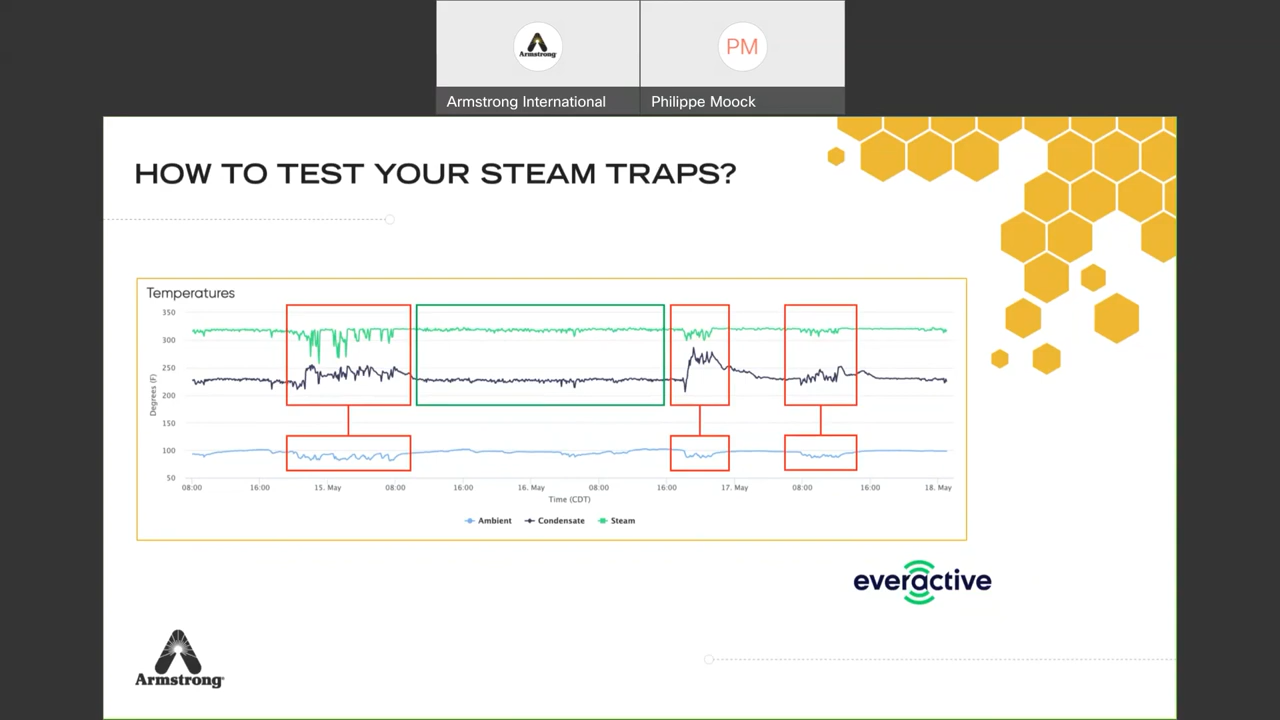 Armstrong
PM
Armstrong International
Philippe Moock
HOW TO TEST YOUR STEAM TRAPS?
Temperatures
350
300
250
200
150
100
50
Degrees (F)
08:00 16:00 15. May 08:00 16:00 16. May 08:00 16:00 17. May 08:00 16:00 18. May
Time (CDT)
Ambient Condensate Steam
everactive
Armstrong